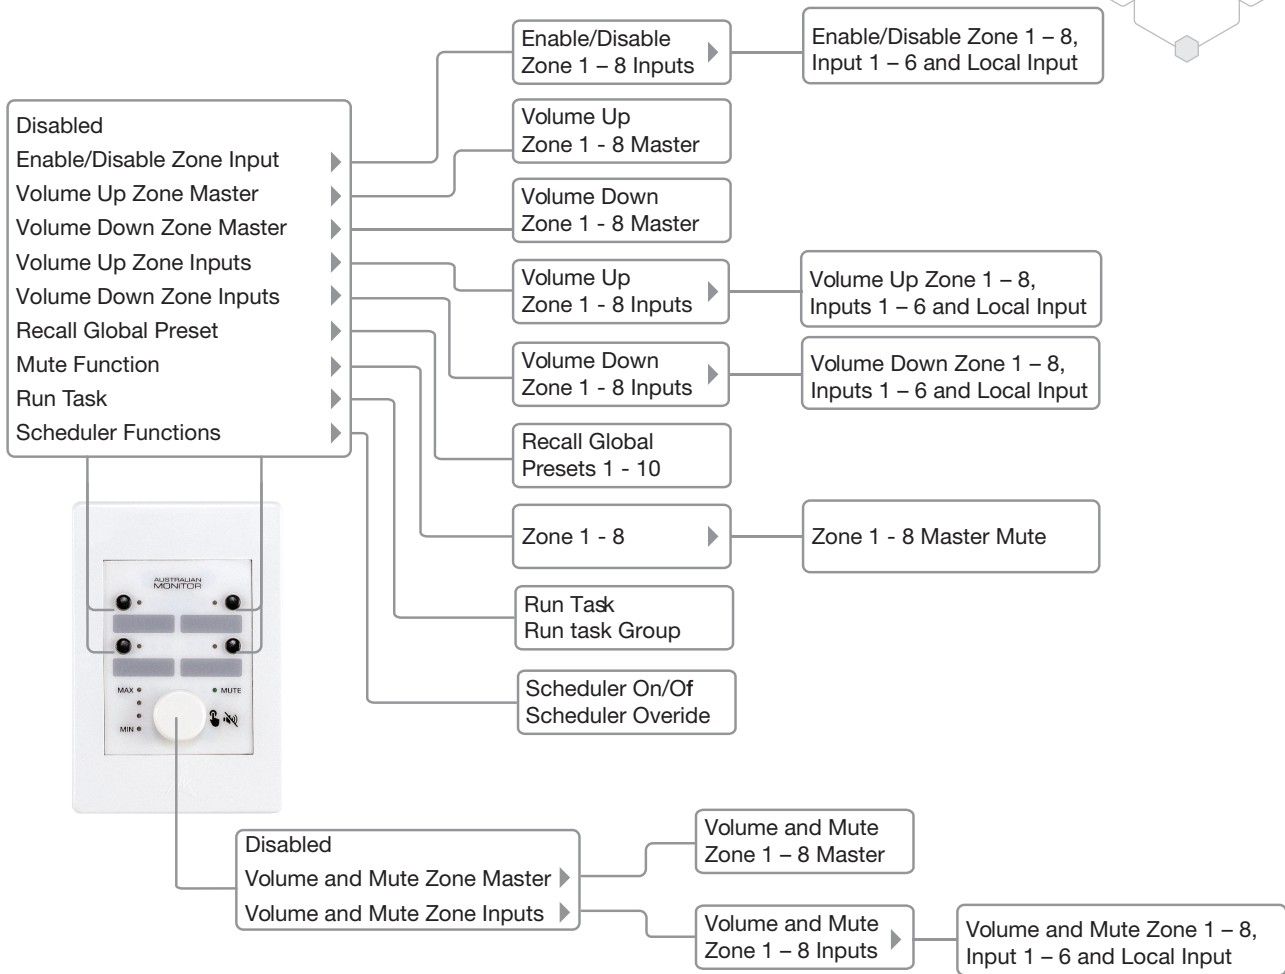 Enable/Disable
Zone 1 – 8 Inputs
Enable/Disable Zone 1 – 8,
Input 1 – 6 and Local Input
Disabled
Enable/Disable Zone Input
Volume Up Zone Master
Volume Down Zone Master
Volume Up Zone Inputs
Volume Down Zone Inputs
Recall Global Preset
Mute Function
Run Task
Scheduler Functions
Volume Up
Zone 1 - 8 Master
Volume Down
Zone 1 - 8 Master
Volume Up
Zone 1 - 8 Inputs
Volume Up Zone 1 – 8,
Inputs 1 – 6 and Local Input
Volume Down
Zone 1 - 8 Inputs
Volume Down Zone 1 – 8,
Inputs 1 – 6 and Local Input
Recall Global
Presets 1 - 10
Zone 1 - 8
Zone 1 - 8 Master Mute
Run Task
Run task Group
Scheduler On/Of
Scheduler Overide
AUSTRALIAN
MONITOR
MAX
MUTE
MIN
Disabled
Volume and Mute Zone Master
Volume and Mute Zone Inputs
Volume and Mute
Zone 1 – 8 Master
Volume and Mute
Zone 1 – 8 Inputs
Volume and Mute Zone 1 – 8,
Input 1 – 6 and Local Input